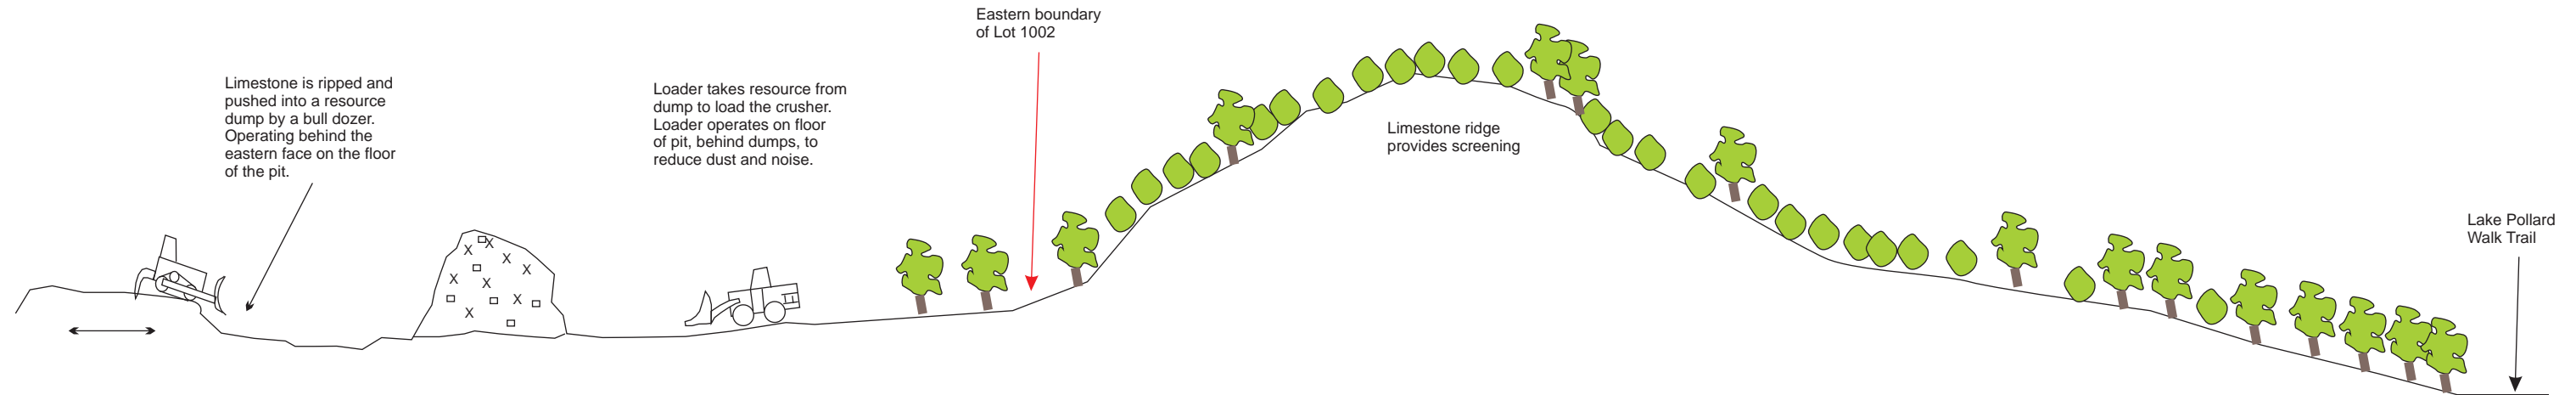 Limestone is ripped and
pushed into a resource
dump by a bull dozer.
Operating behind the
eastern face on the floor
of the pit.
Loader takes resource from
dump to load the crusher.
Loader operates on floor
of pit, behind dumps, to
reduce dust and noise.
Eastern boundary
of Lot 1002
Limestone ridge
provides screening
Lake Pollard
Walk Trail